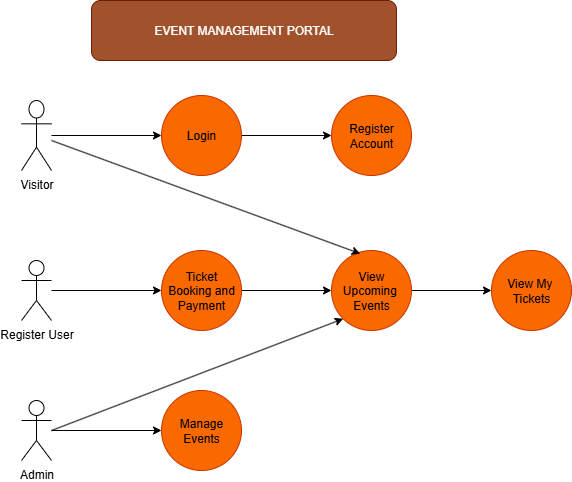 EVENT MANAGEMENT PORTAL
Login
Register
Account
Visitor
Ticket
Booking and
Payment
View
Upcoming
Events
View My
Tickets
Register User
Manage
Events
Admin